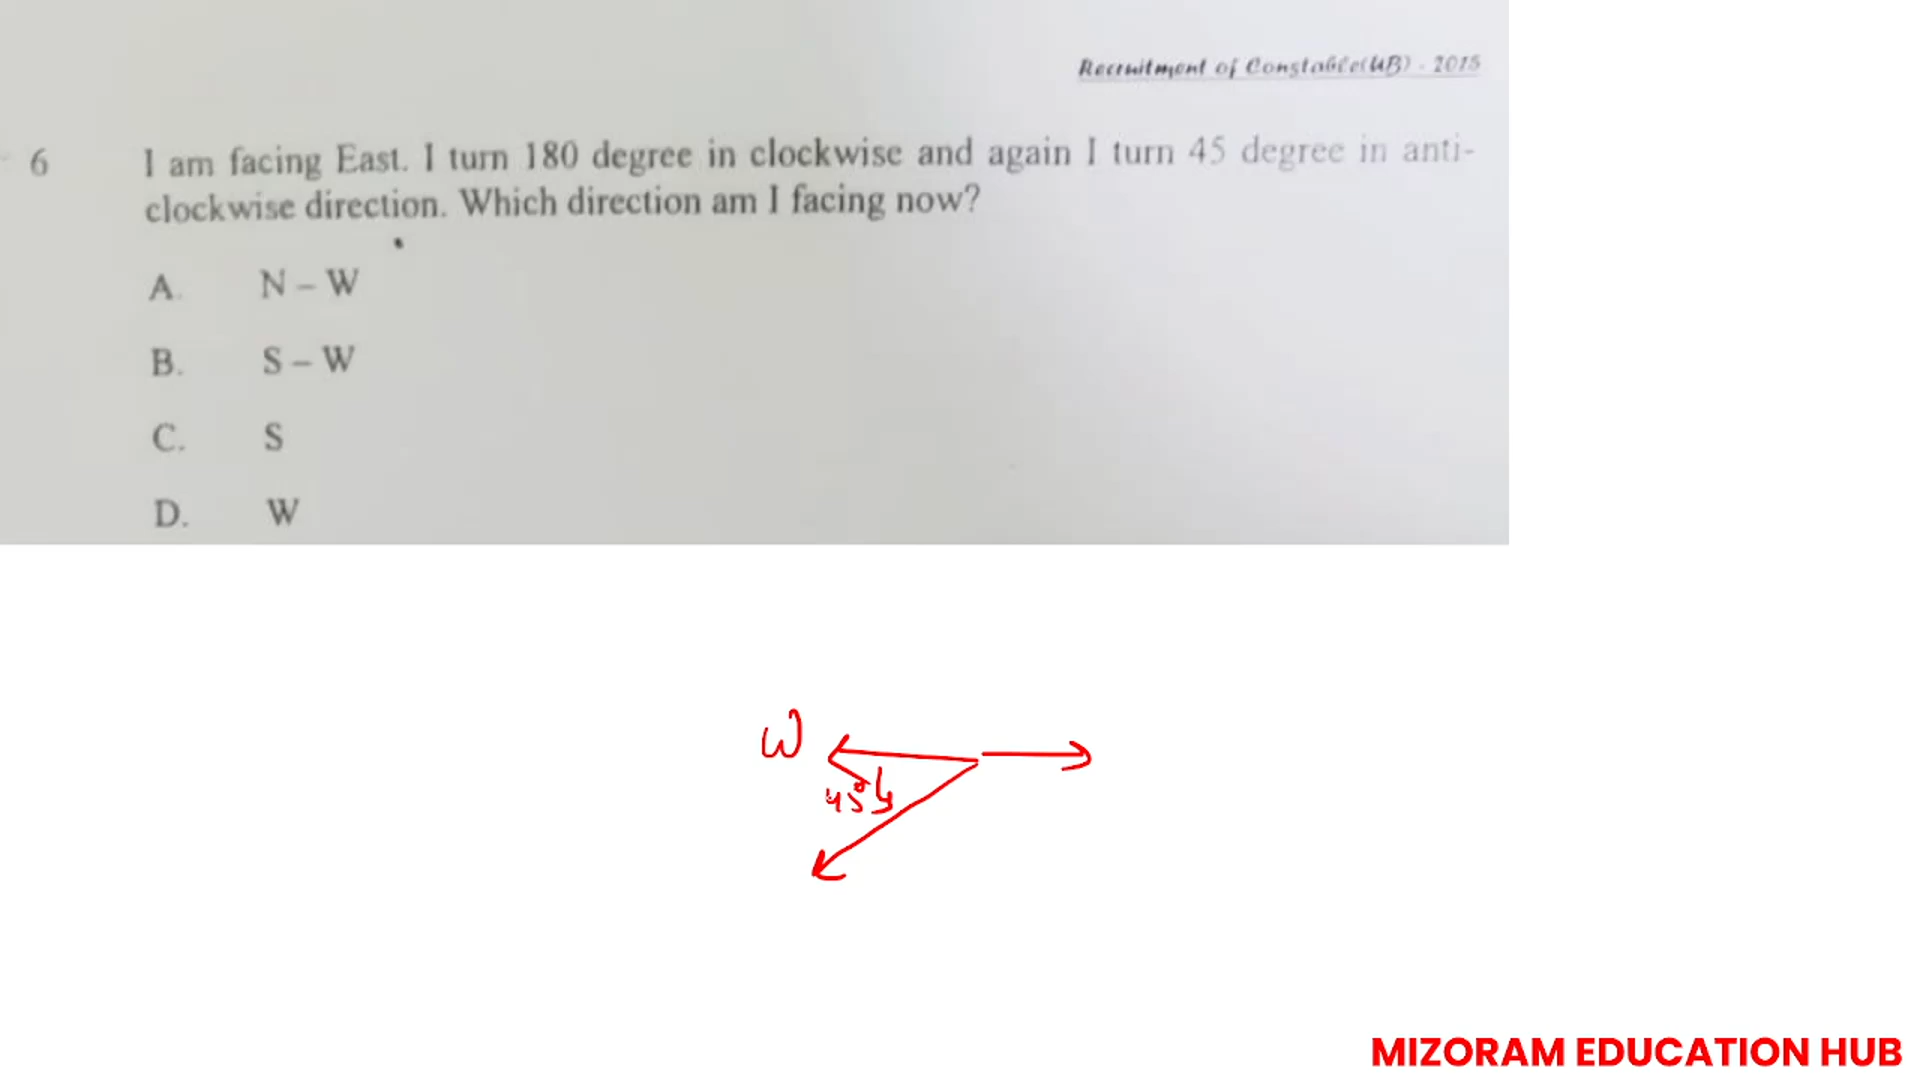 Recruitment of Constable(UB) - 2015
6 I am facing East. I turn 180 degree in clockwise and again I turn 45 degree in anti-
clockwise direction. Which direction am I facing now?
A. N – W
B. S – W
C. S
D. W
W
45°
MIZORAM EDUCATION HUB